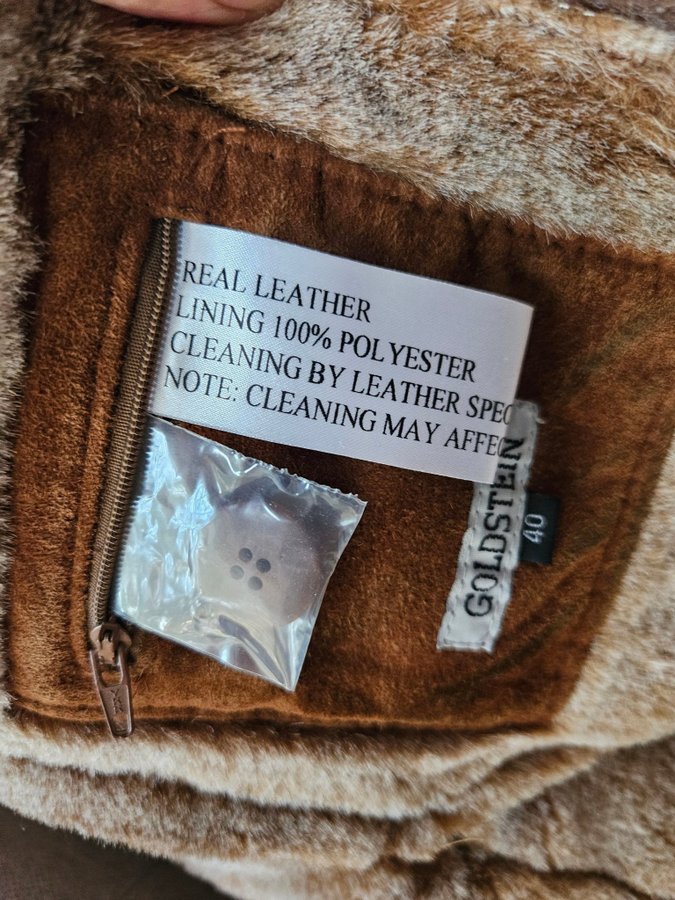 REAL LEATHER
LINING 100% POLYESTER
CLEANING BY LEATHER SPEC
NOTE: CLEANING MAY AFFEC
GOLDSTEIN
40